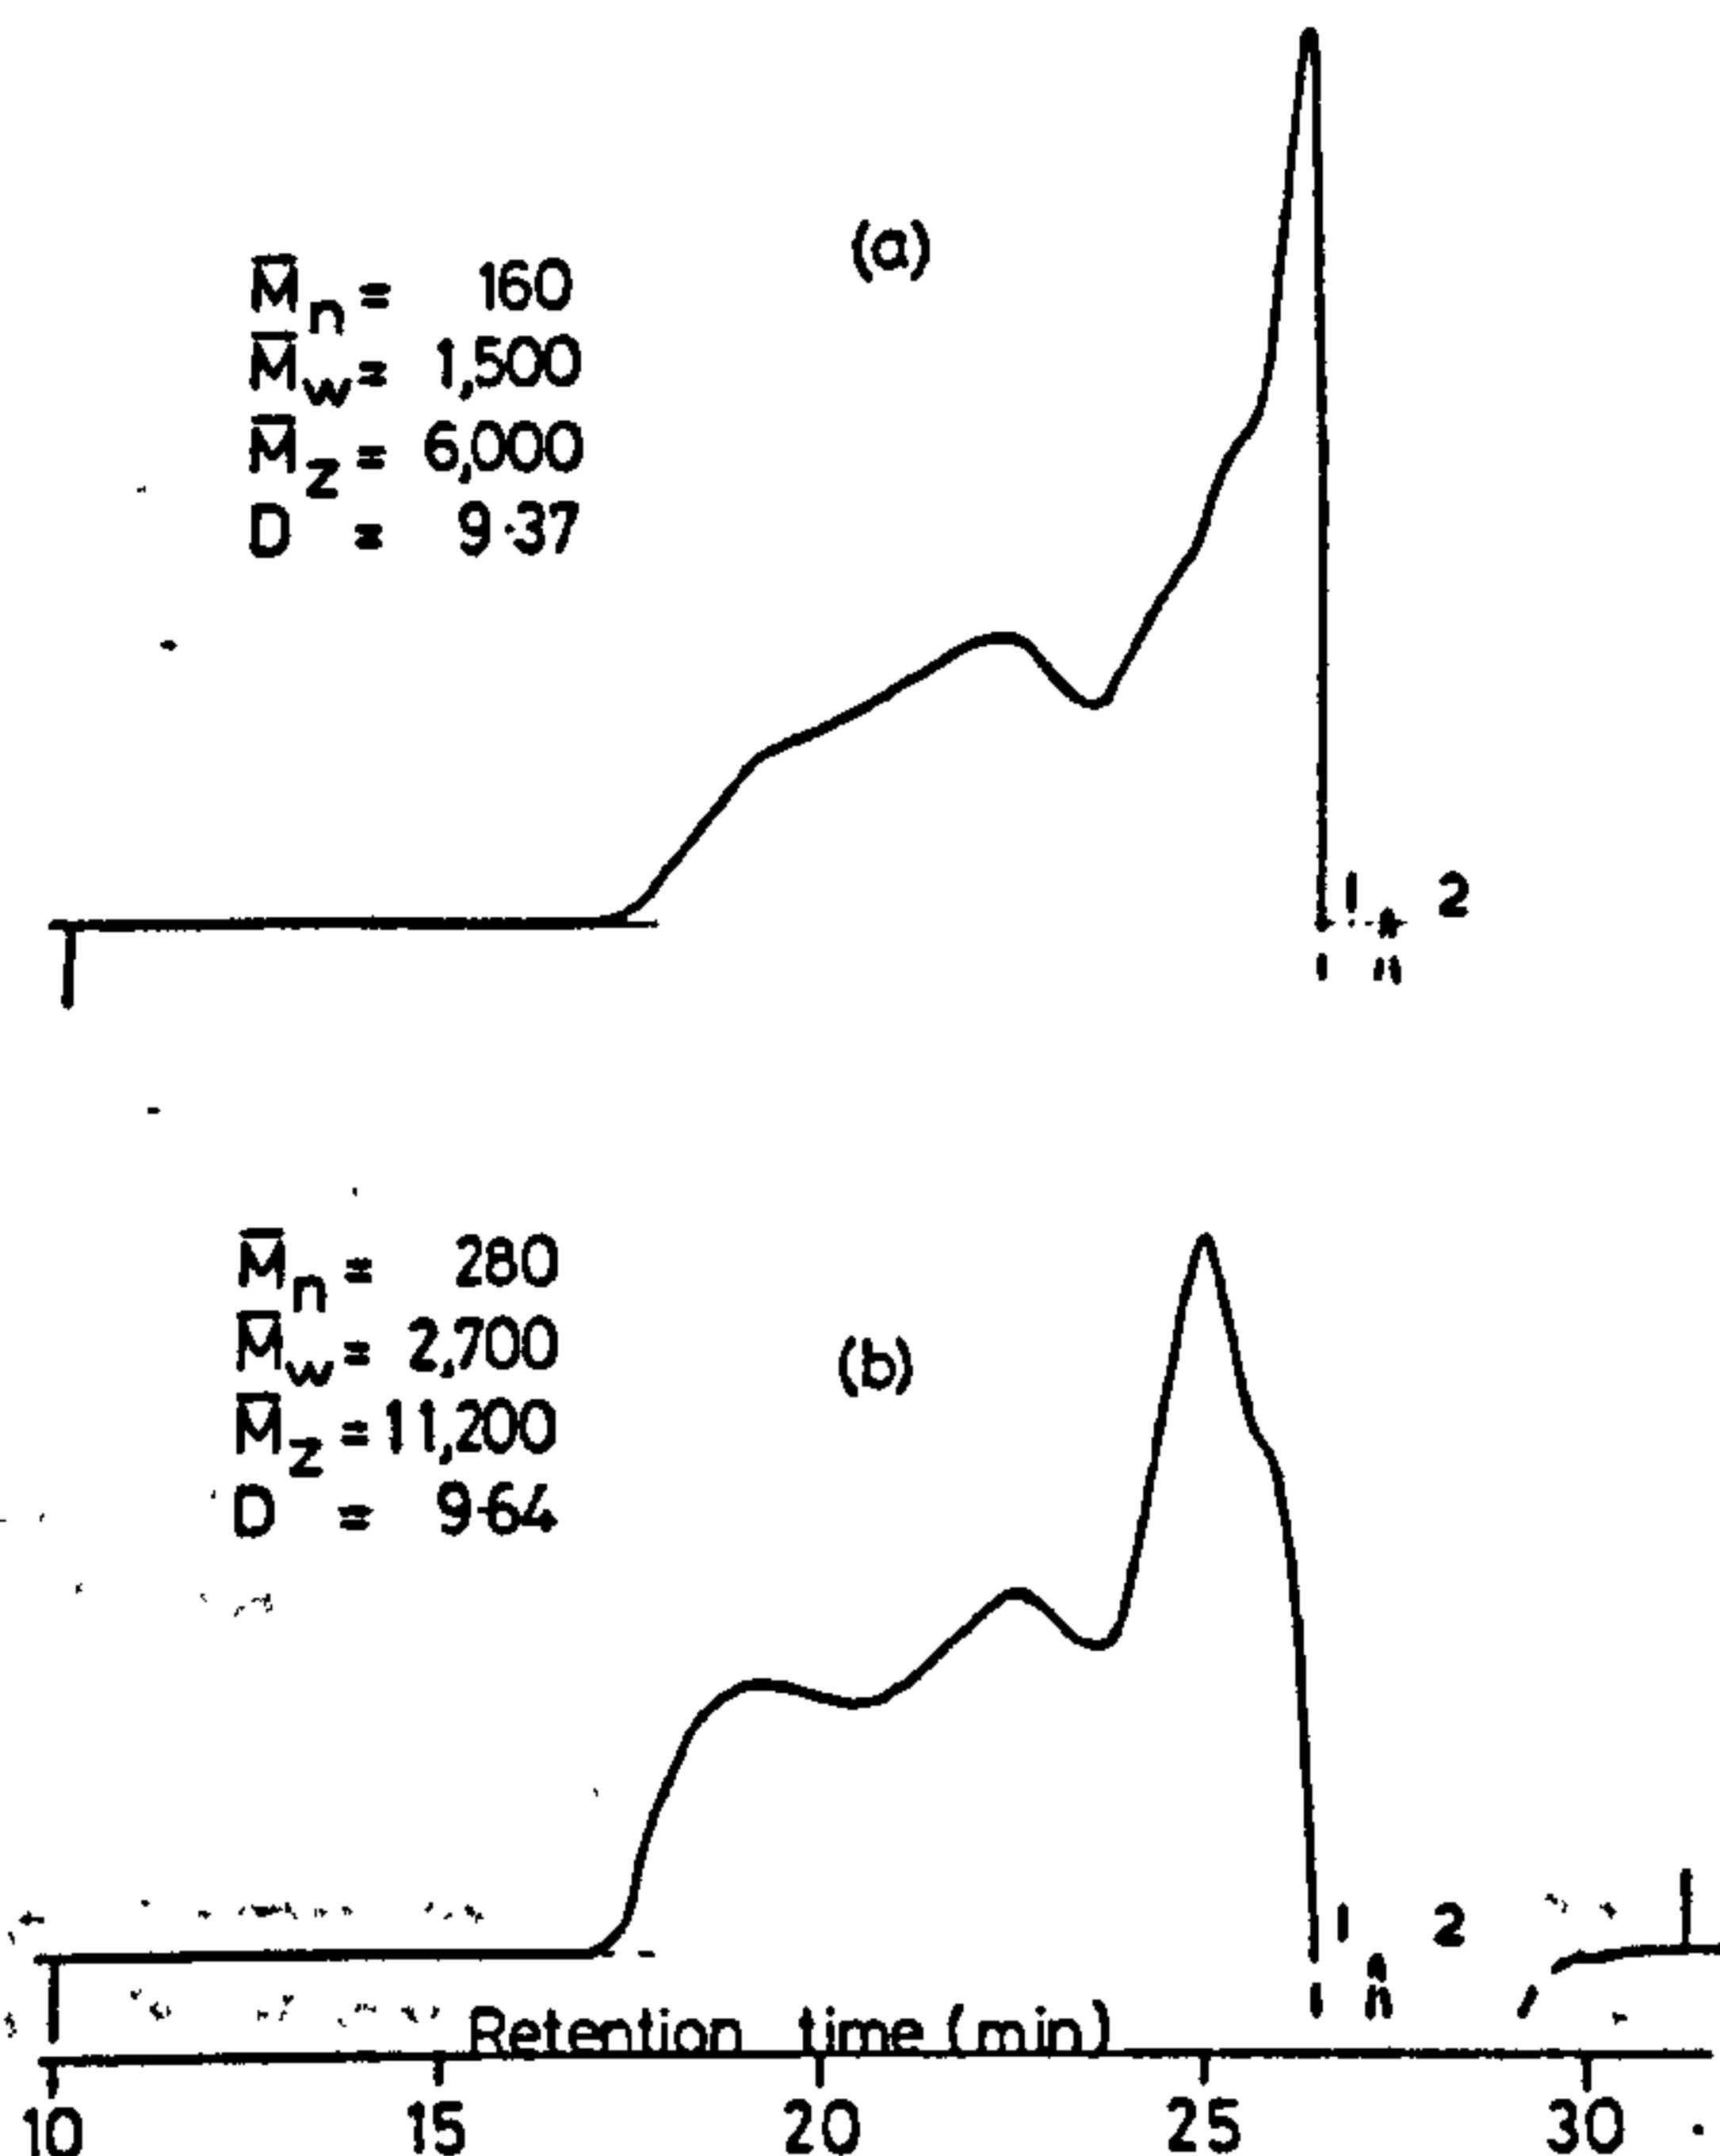 (a)
M̄n = 160
M̄w = 1,500
M̄z = 6,000
D = 9·37
1 2
M̄n = 280
M̄w = 2,700
M̄z = 11,200
D = 9·64
(b)
1 2
Retention time (min)
10 15 20 25 30